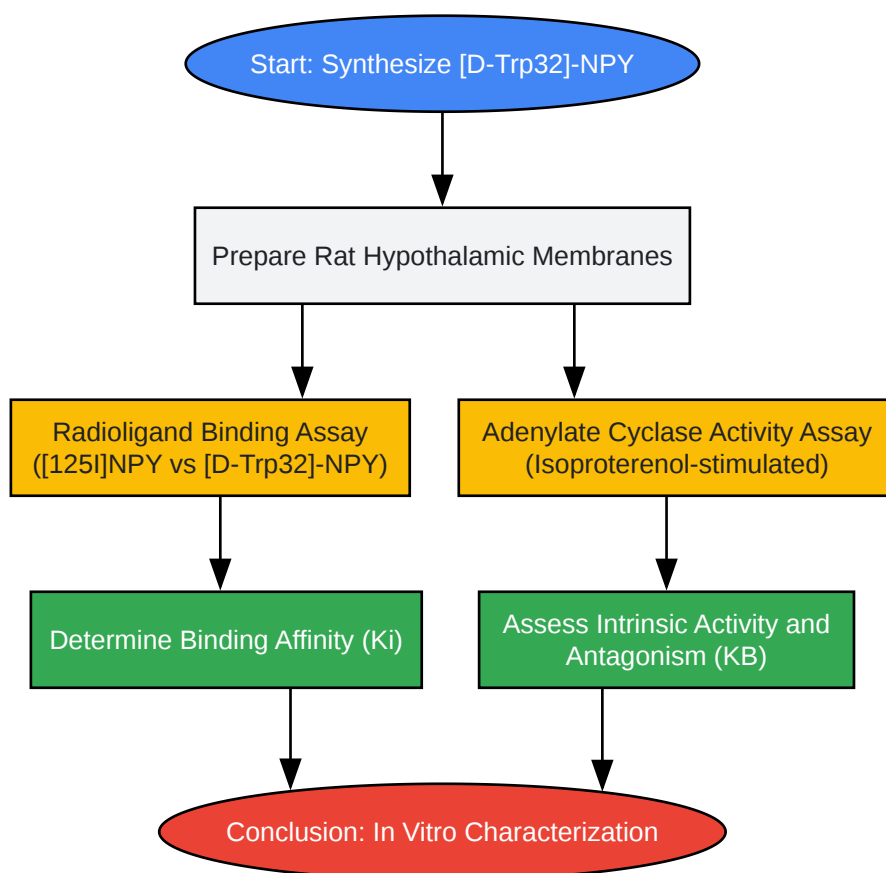 Start: Synthesize [D-Trp32]-NPY
Prepare Rat Hypothalamic Membranes
Radioligand Binding Assay
([125I]NPY vs [D-Trp32]-NPY)
Adenylate Cyclase Activity Assay
(Isoproterenol-stimulated)
Determine Binding Affinity (Ki)
Assess Intrinsic Activity and
Antagonism (KB)
Conclusion: In Vitro Characterization